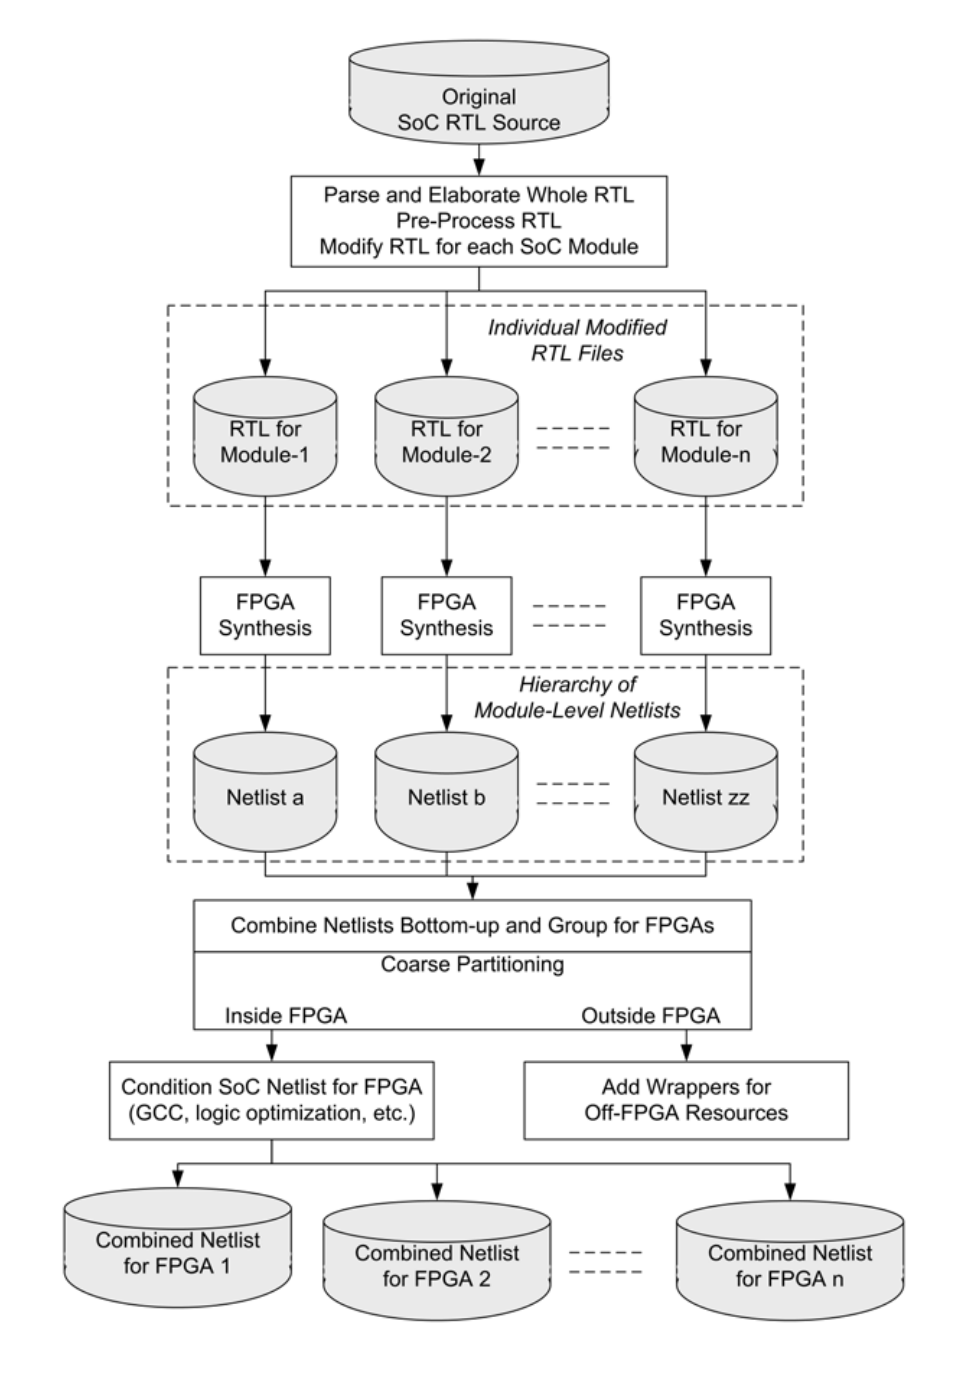 Original
SoC RTL Source
Parse and Elaborate Whole RTL
Pre-Process RTL
Modify RTL for each SoC Module
Individual Modified
RTL Files
RTL for
Module-1
RTL for
Module-2
RTL for
Module-n
FPGA
Synthesis
FPGA
Synthesis
FPGA
Synthesis
Hierarchy of
Module-Level Netlists
Netlist a
Netlist b
Netlist zz
Combine Netlists Bottom-up and Group for FPGAs
Coarse Partitioning
Inside FPGA
Outside FPGA
Condition SoC Netlist for FPGA
(GCC, logic optimization, etc.)
Add Wrappers for
Off-FPGA Resources
Combined Netlist
for FPGA 1
Combined Netlist
for FPGA 2
Combined Netlist
for FPGA n